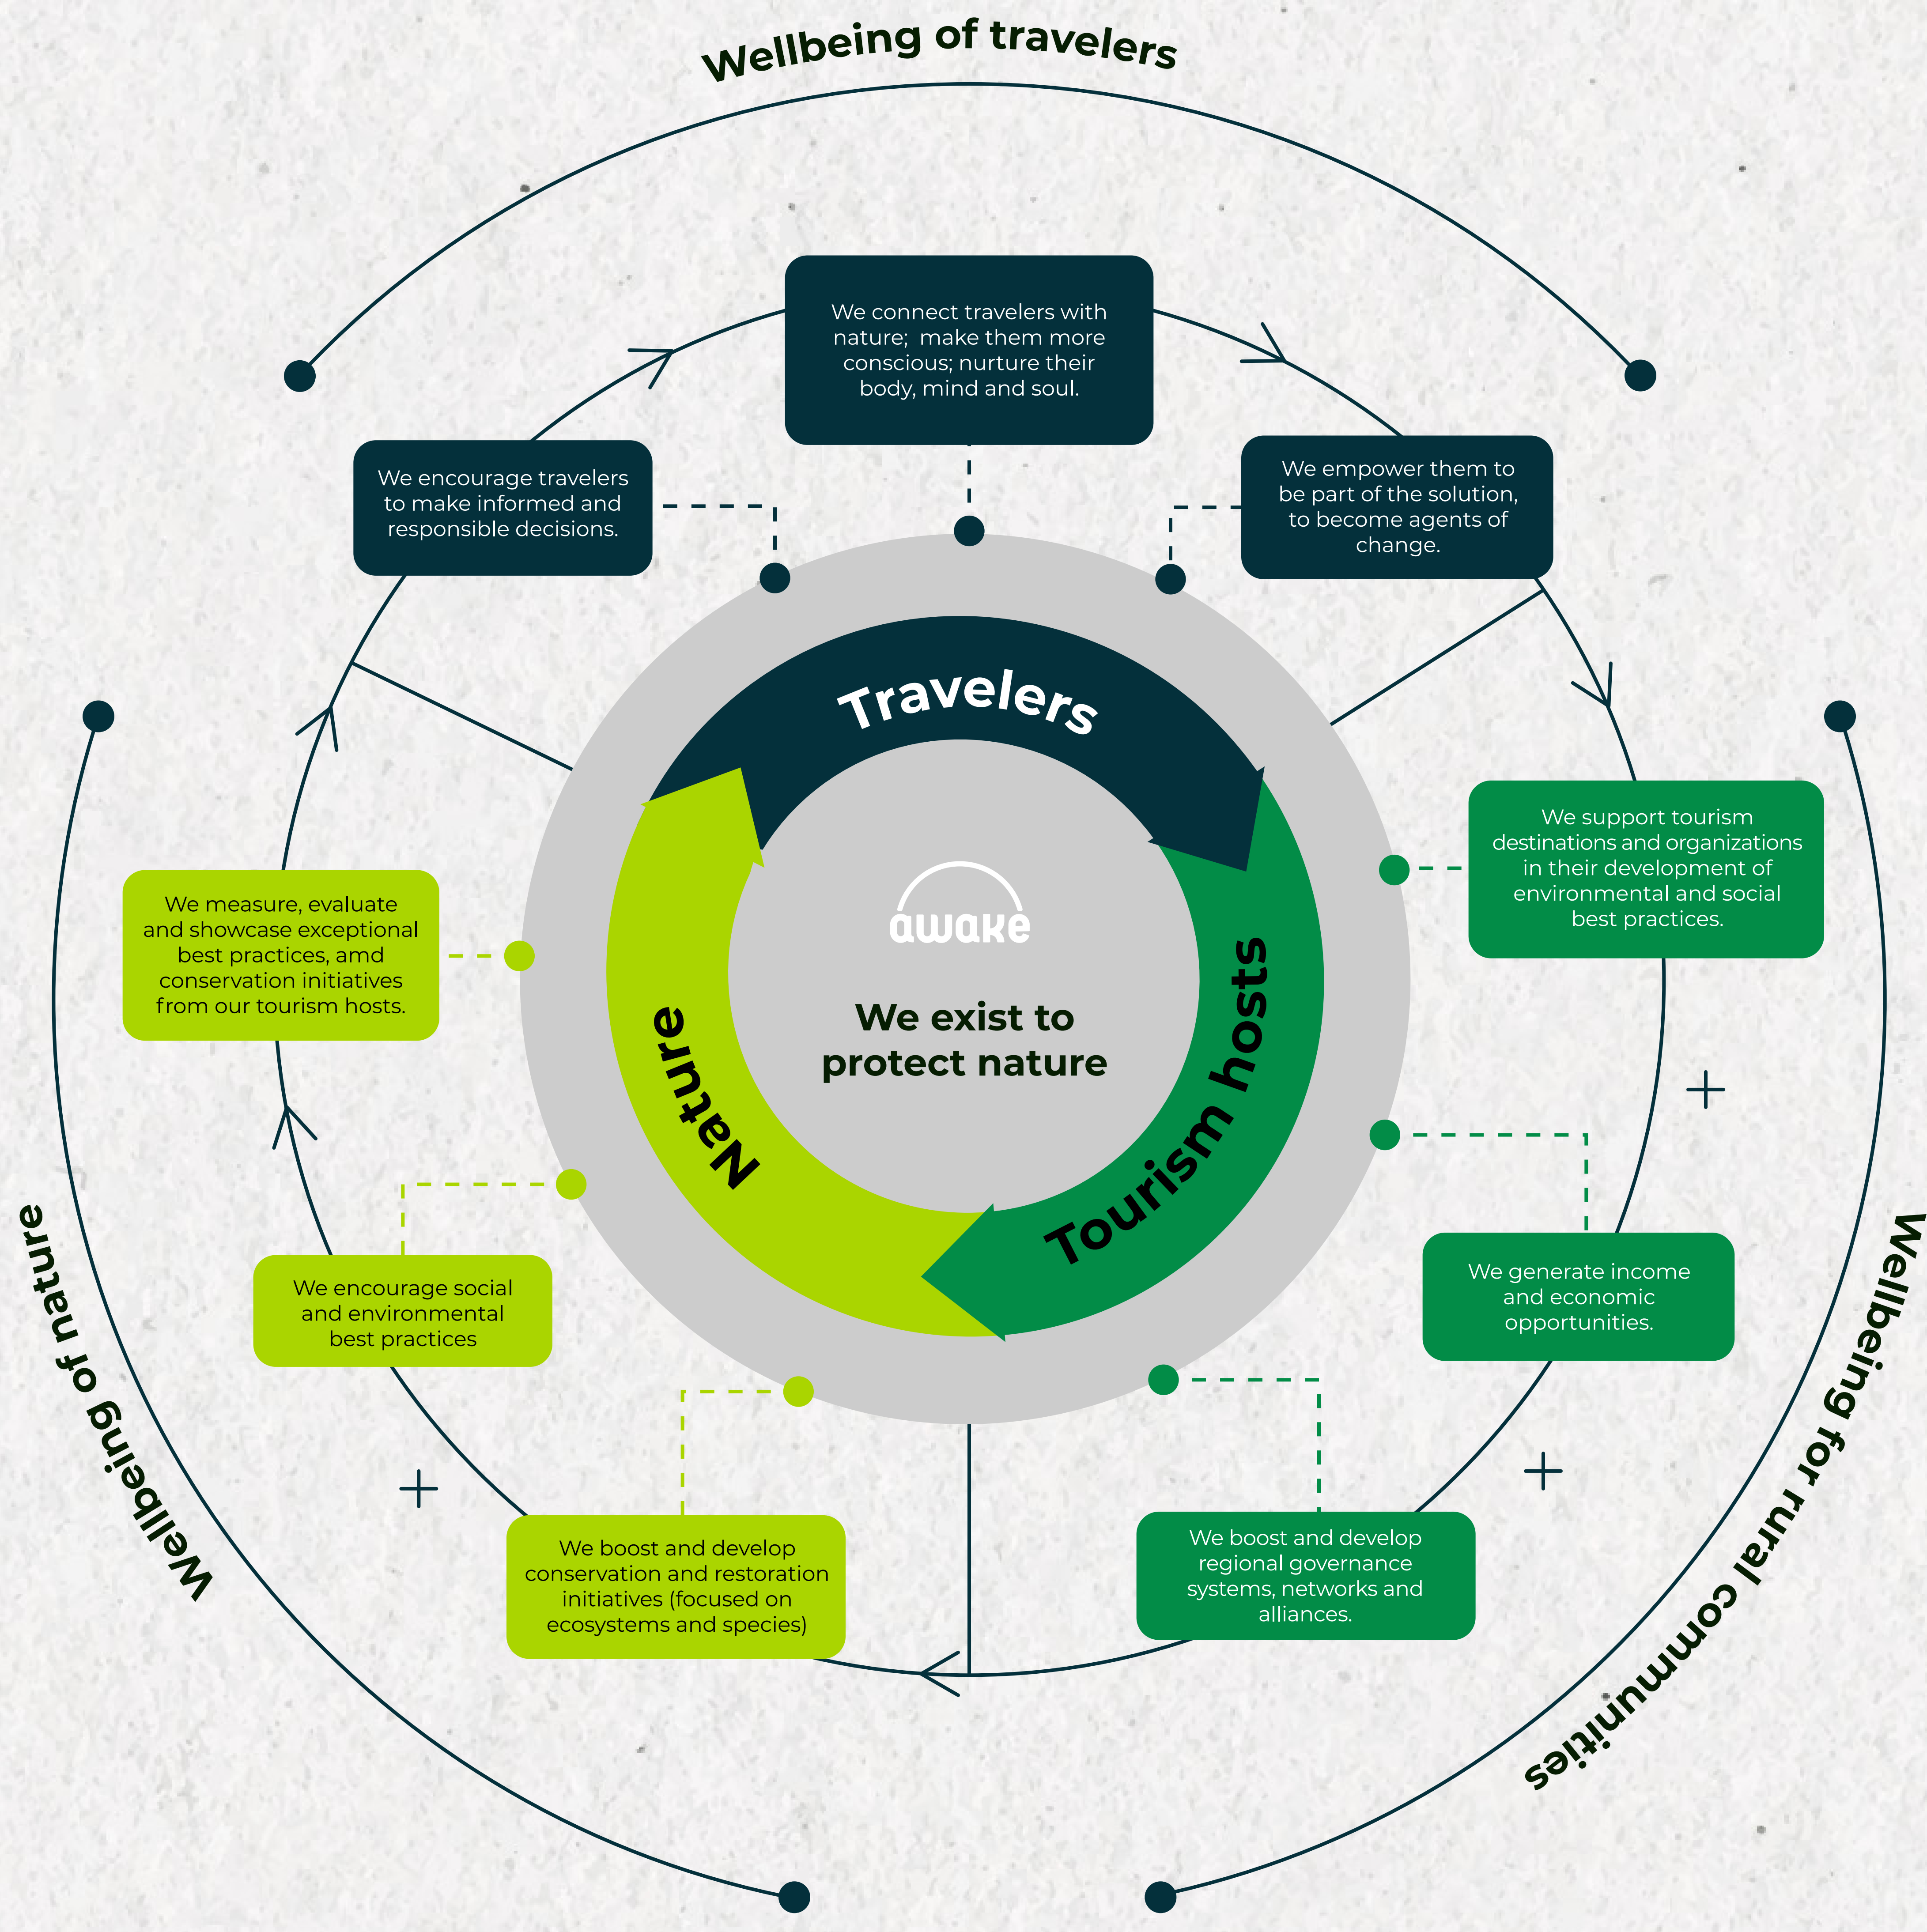 Wellbeing of travelers
We connect travelers with
nature;  make them more
conscious; nurture their
body, mind and soul.
We encourage travelers
to make informed and
responsible decisions.
We empower them to
be part of the solution,
to become agents of
change.
Travelers
We support tourism
destinations and organizations
in their development of
environmental and social
best practices.
We measure, evaluate
and showcase exceptional
best practices, amd
conservation initiatives
from our tourism hosts.
awake
We exist to
protect nature
Nature
Tourism hosts
We encourage social
and environmental
best practices
We generate income
and economic
opportunities.
We boost and develop
conservation and restoration
initiatives (focused on
ecosystems and species)
We boost and develop
regional governance
systems, networks and
alliances.
Wellbeing of nature
Wellbeing for rural communities